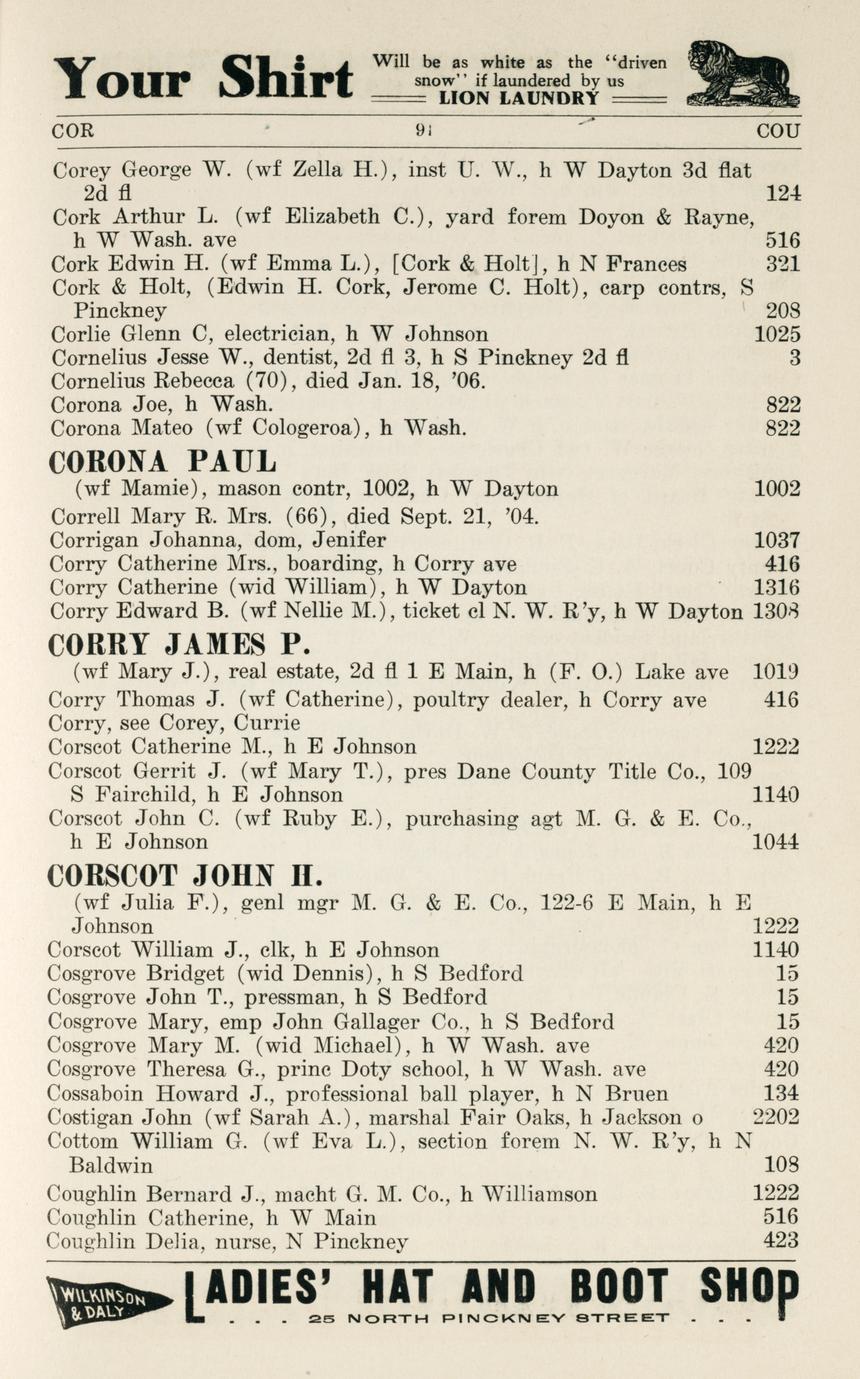 Your Shirt
Will be as white as the "driven
snow" if laundered by us
LION LAUNDRY
COR 91 COU
Corey George W. (wf Zella H.), inst U. W., h W Dayton 3d flat
2d fl 124
Cork Arthur L. (wf Elizabeth C.), yard forem Doyon & Rayne,
h W Wash. ave 516
Cork Edwin H. (wf Emma L.), [Cork & Holt], h N Frances 321
Cork & Holt, (Edwin H. Cork, Jerome C. Holt), carp contrs, S
Pinckney 208
Corlie Glenn C, electrician, h W Johnson 1025
Cornelius Jesse W., dentist, 2d fl 3, h S Pinckney 2d fl 3
Cornelius Rebecca (70), died Jan. 18, '06.
Corona Joe, h Wash. 822
Corona Mateo (wf Cologeroa), h Wash. 822
CORONA PAUL
(wf Mamie), mason contr, 1002, h W Dayton 1002
Correll Mary R. Mrs. (66), died Sept. 21, '04.
Corrigan Johanna, dom, Jenifer 1037
Corry Catherine Mrs., boarding, h Corry ave 416
Corry Catherine (wid William), h W Dayton 1316
Corry Edward B. (wf Nellie M.), ticket cl N. W. R'y, h W Dayton 1308
CORRY JAMES P.
(wf Mary J.), real estate, 2d fl 1 E Main, h (F. O.) Lake ave 1019
Corry Thomas J. (wf Catherine), poultry dealer, h Corry ave 416
Corry, see Corey, Currie
Corscot Catherine M., h E Johnson 1222
Corscot Gerrit J. (wf Mary T.), pres Dane County Title Co., 109
S Fairchild, h E Johnson 1140
Corscot John C. (wf Ruby E.), purchasing agt M. G. & E. Co.,
h E Johnson 1044
CORSCOT JOHN H.
(wf Julia F.), genl mgr M. G. & E. Co., 122-6 E Main, h E
Johnson 1222
Corscot William J., clk, h E Johnson 1140
Cosgrove Bridget (wid Dennis), h S Bedford 15
Cosgrove John T., pressman, h S Bedford 15
Cosgrove Mary, emp John Gallager Co., h S Bedford 15
Cosgrove Mary M. (wid Michael), h W Wash. ave 420
Cosgrove Theresa G., princ Doty school, h W Wash. ave 420
Cossaboin Howard J., professional ball player, h N Bruen 134
Costigan John (wf Sarah A.), marshal Fair Oaks, h Jackson o 2202
Cottom William G. (wf Eva L.), section forem N. W. R'y, h N
Baldwin 108
Coughlin Bernard J., macht G. M. Co., h Williamson 1222
Coughlin Catherine, h W Main 516
Coughlin Delia, nurse, N Pinckney 423
WILKINSON
& DALY
LADIES' HAT AND BOOT SHOP
. . . 25 NORTH PINCKNEY STREET . . .